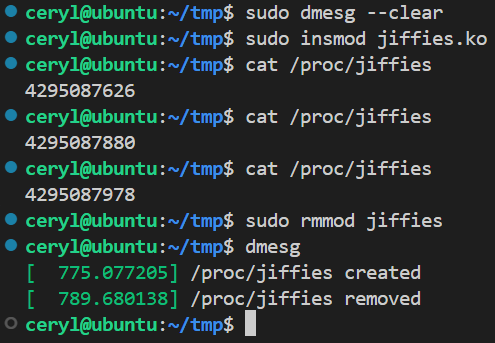 ceryl@ubuntu:~/tmp$ sudo dmesg --clear
ceryl@ubuntu:~/tmp$ sudo insmod jiffies.ko
ceryl@ubuntu:~/tmp$ cat /proc/jiffies
4295087626
ceryl@ubuntu:~/tmp$ cat /proc/jiffies
4295087880
ceryl@ubuntu:~/tmp$ cat /proc/jiffies
4295087978
ceryl@ubuntu:~/tmp$ sudo rmmod jiffies
ceryl@ubuntu:~/tmp$ dmesg
[  775.077205] /proc/jiffies created
[  789.680138] /proc/jiffies removed
ceryl@ubuntu:~/tmp$